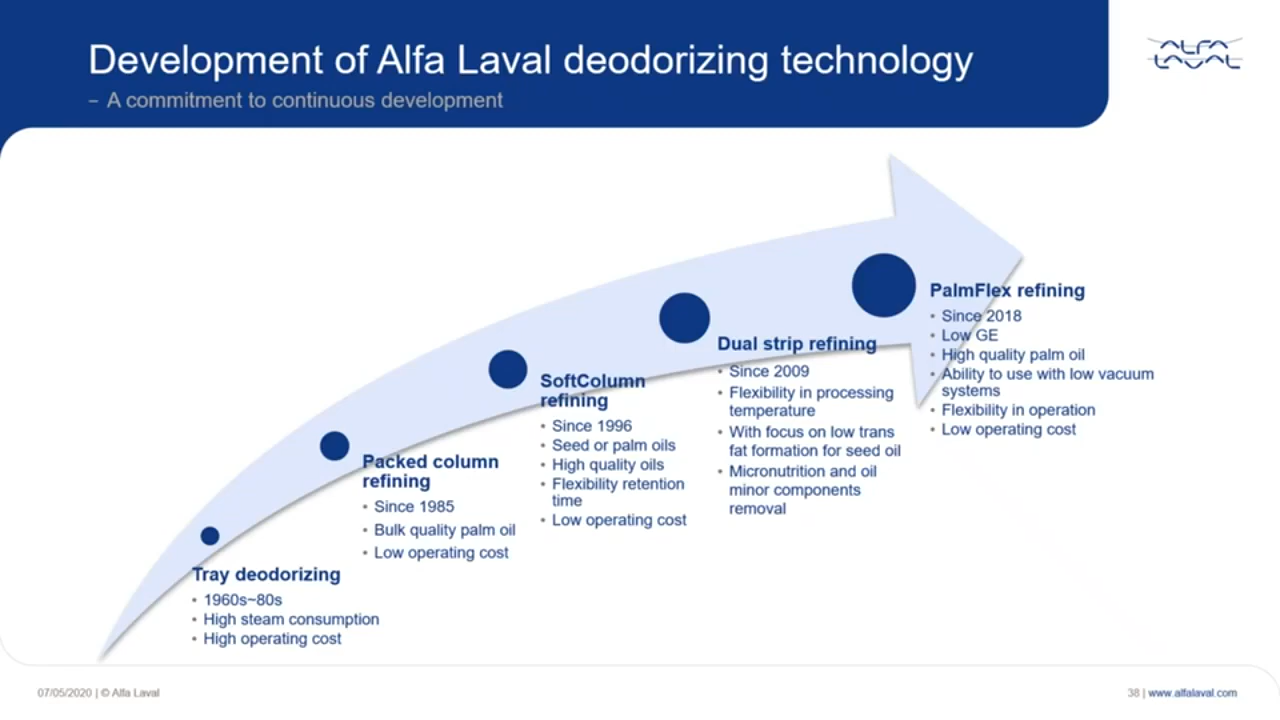 Development of Alfa Laval deodorizing technology
– A commitment to continuous development
ALFA
LAVAL
PalmFlex refining
• Since 2018
• Low GE
• High quality palm oil
• Ability to use with low vacuum
systems
• Flexibility in operation
• Low operating cost
Dual strip refining
• Since 2009
• Flexibility in processing
temperature
• With focus on low trans
fat formation for seed oil
• Micronutrition and oil
minor components
removal
SoftColumn
refining
• Since 1996
• Seed or palm oils
• High quality oils
• Flexibility retention
time
• Low operating cost
Packed column
refining
• Since 1985
• Bulk quality palm oil
• Low operating cost
Tray deodorizing
• 1960s~80s
• High steam consumption
• High operating cost
07/05/2020 | © Alfa Laval
38 | www.alfalaval.com